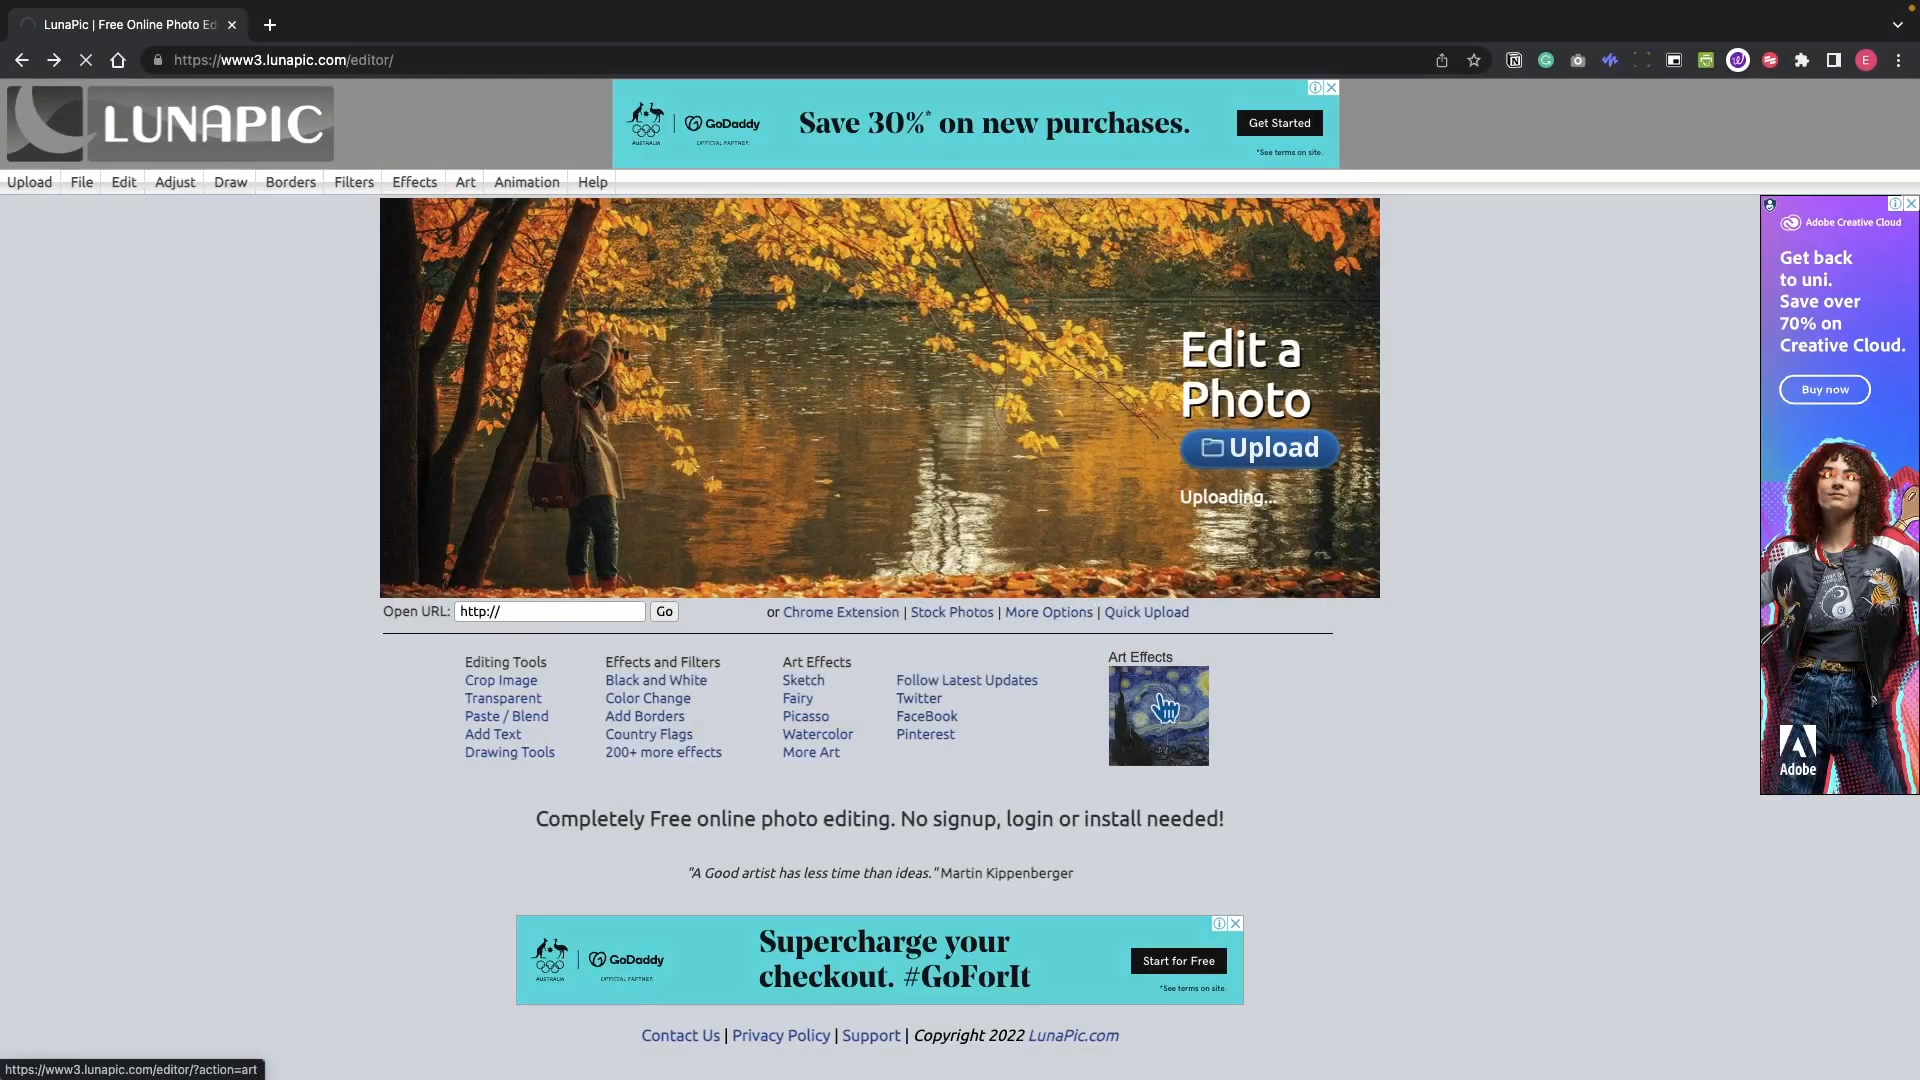 LunaPic | Free Online Photo Ed
https://www3.lunapic.com/editor/
E
LUNAPIC
AUSTRALIA
GoDaddy
OFFICIAL PARTNER.
Save 30%* on new purchases.
Get Started
*See terms on site.
Upload File Edit Adjust Draw Borders Filters Effects Art Animation Help
Edit a
Photo
Upload
Uploading...
Adobe Creative Cloud
Get back
to uni.
Save over
70% on
Creative Cloud.
Buy now
Adobe
Open URL: http:// Go or Chrome Extension | Stock Photos | More Options | Quick Upload
Editing Tools
Crop Image
Transparent
Paste / Blend
Add Text
Drawing Tools
Effects and Filters
Black and White
Color Change
Add Borders
Country Flags
200+ more effects
Art Effects
Sketch
Fairy
Picasso
Watercolor
More Art
Follow Latest Updates
Twitter
FaceBook
Pinterest
Art Effects
Completely Free online photo editing. No signup, login or install needed!
"A Good artist has less time than ideas." Martin Kippenberger
AUSTRALIA
GoDaddy
OFFICIAL PARTNER.
Supercharge your
checkout. #GoForIt
Start for Free
*See terms on site.
Contact Us | Privacy Policy | Support | Copyright 2022 LunaPic.com
https://www3.lunapic.com/editor/?action=art